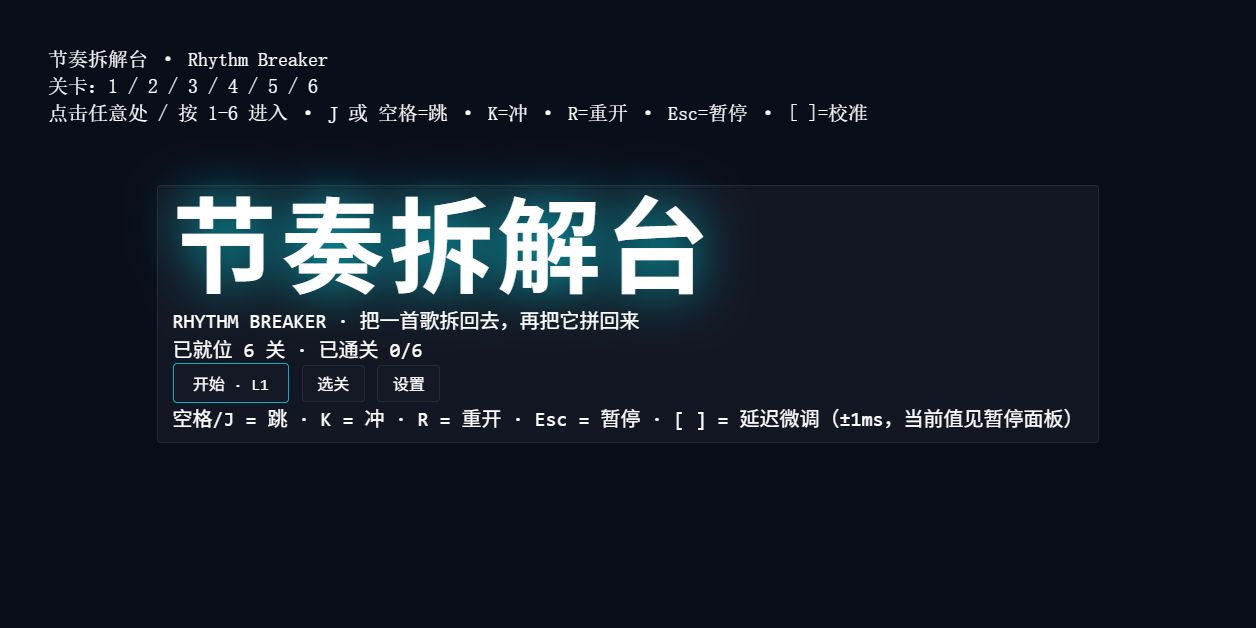 节奏拆解台 • Rhythm Breaker
关卡: 1 / 2 / 3 / 4 / 5 / 6
点击任意处 / 按 1-6 进入 • J 或 空格=跳 • K=冲 • R=重开 • Esc=暂停 • [ ]=校准
节奏拆解台
RHYTHM BREAKER · 把一首歌拆回去，再把它拼回来
已就位 6 关 · 已通关 0/6
开始 · L1 选关 设置
空格/J = 跳 · K = 冲 · R = 重开 · Esc = 暂停 · [ ] = 延迟微调（±1ms，当前值见暂停面板）